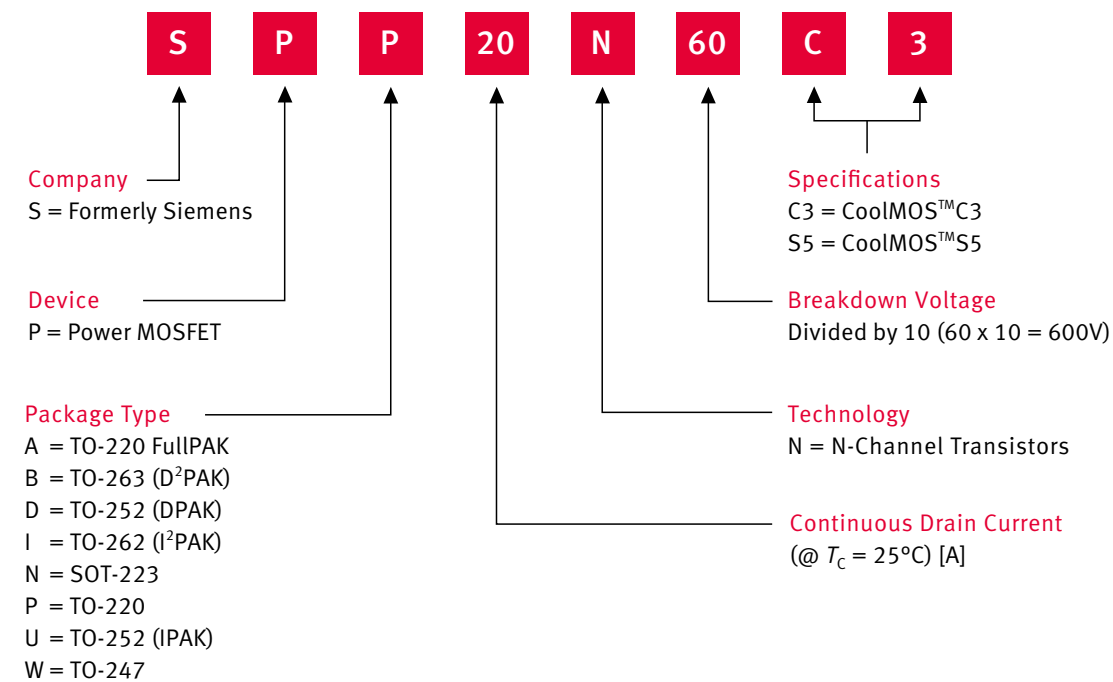 S P P 20 N 60 C 3
Company
S = Formerly Siemens
Device
P = Power MOSFET
Package Type
A = TO-220 FullPAK
B = TO-263 (D²PAK)
D = TO-252 (DPAK)
I = TO-262 (I²PAK)
N = SOT-223
P = TO-220
U = TO-252 (IPAK)
W = TO-247
Specifications
C3 = CoolMOS™C3
S5 = CoolMOS™S5
Breakdown Voltage
Divided by 10 (60 x 10 = 600V)
Technology
N = N-Channel Transistors
Continuous Drain Current
(@ T_C = 25°C) [A]